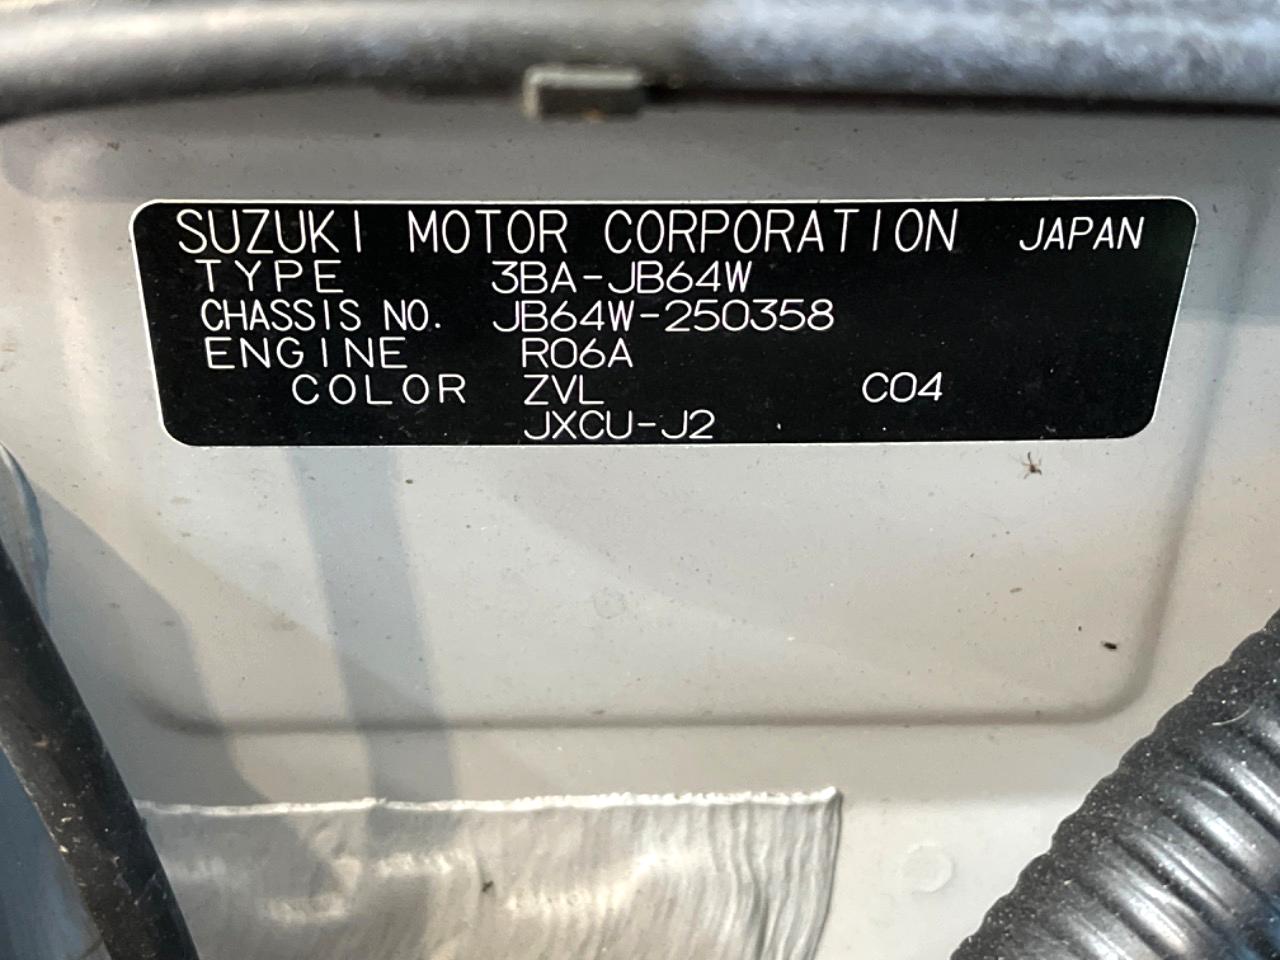 SUZUKI MOTOR CORPORATION JAPAN
TYPE 3BA-JB64W
CHASSIS NO. JB64W-250358
ENGINE R06A
COLOR ZVL C04
JXCU-J2